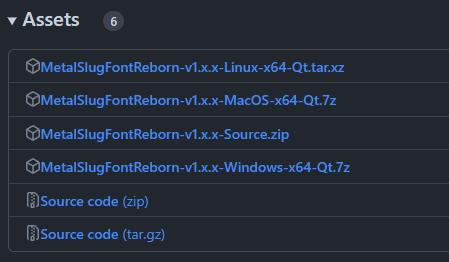 Assets 6
MetalSlugFontReborn-v1.x.x-Linux-x64-Qt.tar.xz
MetalSlugFontReborn-v1.x.x-MacOS-x64-Qt.7z
MetalSlugFontReborn-v1.x.x-Source.zip
MetalSlugFontReborn-v1.x.x-Windows-x64-Qt.7z
Source code (zip)
Source code (tar.gz)